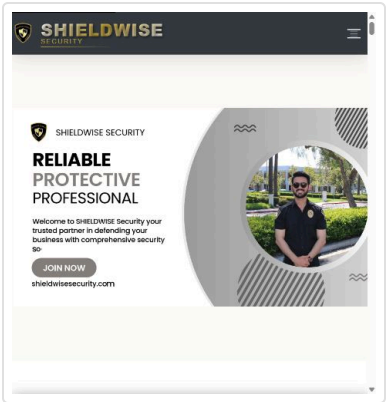 SHIELDWISE
SECURITY
SHIELDWISE SECURITY
RELIABLE
PROTECTIVE
PROFESSIONAL
Welcome to SHIELDWISE Security your
trusted partner in defending your
business with comprehensive security
so
JOIN NOW
shieldwisesecurity.com